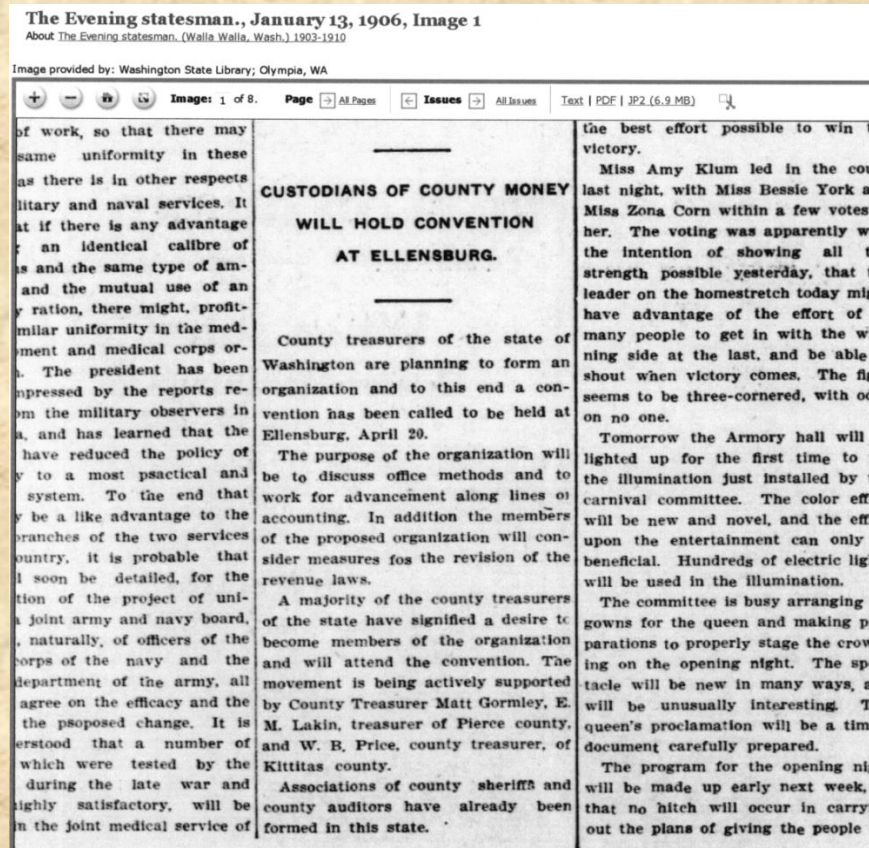 The Evening statesman., January 13, 1906, Image 1
About The Evening statesman. (Walla Walla, Wash.) 1903-1910
Image provided by: Washington State Library; Olympia, WA
Image: 1 of 8. Page All Pages Issues All Issues Text | PDF | JP2 (6.9 MB)
of work, so that there may
same uniformity in these
as there is in other respects
litary and naval services. It
at if there is any advantage
an identical calibre of
s and the same type of am-
and the mutual use of an
y ration, there might, profit-
milar uniformity in the med-
ment and medical corps or-
. The president has been
mpressed by the reports re-
om the military observers in
a, and has learned that the
have reduced the policy of
y to a most psactical and
system. To the end that
y be a like advantage to the
branches of the two services
ountry, it is probable that
l soon be detailed, for the
tion of the project of uni-
a joint army and navy board,
, naturally, of officers of the
corps of the navy and the
department of the army, all
agree on the efficacy and the
the psoposed change. It is
erstood that a number of
which were tested by the
during the late war and
ighly satisfactory, will be
in the joint medical service of
CUSTODIANS OF COUNTY MONEY
WILL HOLD CONVENTION
AT ELLENSBURG.
County treasurers of the state of
Washington are planning to form an
organization and to this end a con-
vention has been called to be held at
Ellensburg, April 20.
The purpose of the organization will
be to discuss office methods and to
work for advancement along lines of
accounting. In addition the members
of the proposed organization will con-
sider measures fos the revision of the
revenue laws.
A majority of the county treasurers
of the state have signified a desire to
become members of the organization
and will attend the convention. The
movement is being actively supported
by County Treasurer Matt Gormley, E.
M. Lakin, treasurer of Pierce county,
and W. B. Price, county treasurer, of
Kittitas county.
Associations of county sheriffs and
county auditors have already been
formed in this state.
the best effort possible to win t
victory.
Miss Amy Klum led in the cou
last night, with Miss Bessie York a
Miss Zona Corn within a few votes
her. The voting was apparently w
the intention of showing all t
strength possible yesterday, that t
leader on the homestretch today mig
have advantage of the effort of
many people to get in with the w
ning side at the last, and be able
shout when victory comes. The fig
seems to be three-cornered, with od
on no one.
Tomorrow the Armory hall will
lighted up for the first time to
the illumination just installed by
carnival committee. The color eff
will be new and novel, and the eff
upon the entertainment can only
beneficial. Hundreds of electric lig
will be used in the illumination.
The committee is busy arranging
gowns for the queen and making p
parations to properly stage the crow
ing on the opening night. The sp
tacle will be new in many ways, a
will be unusually interesting. T
queen's proclamation will be a tim
document carefully prepared.
The program for the opening ni
will be made up early next week,
that no hitch will occur in carry
out the plans of giving the people